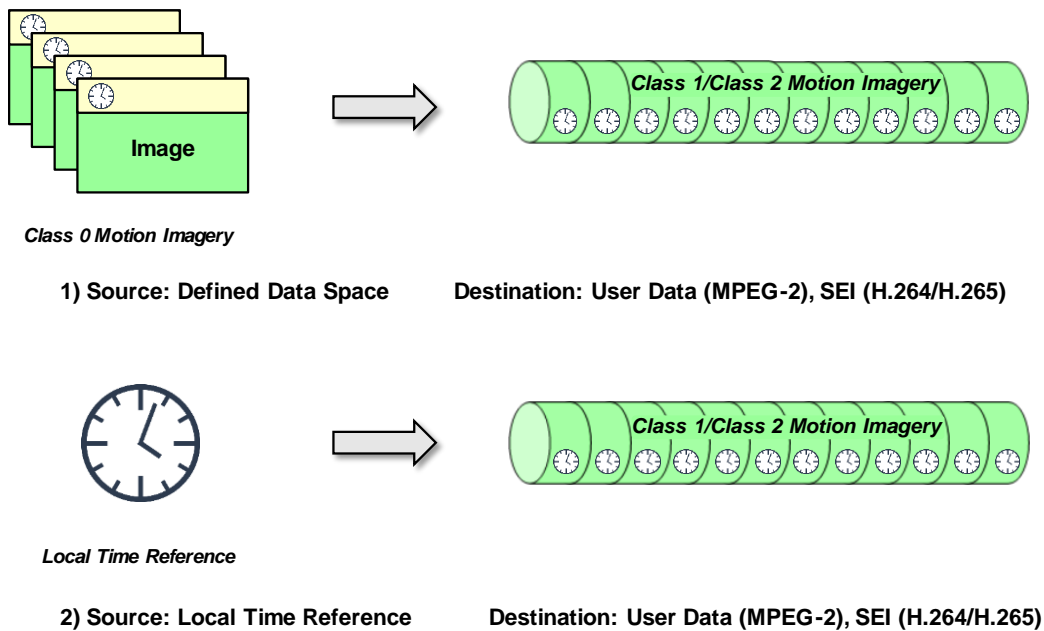 Class 1/Class 2 Motion Imagery
Image
Class 0 Motion Imagery
1) Source: Defined Data Space Destination: User Data (MPEG-2), SEI (H.264/H.265)
Class 1/Class 2 Motion Imagery
Local Time Reference
2) Source: Local Time Reference Destination: User Data (MPEG-2), SEI (H.264/H.265)